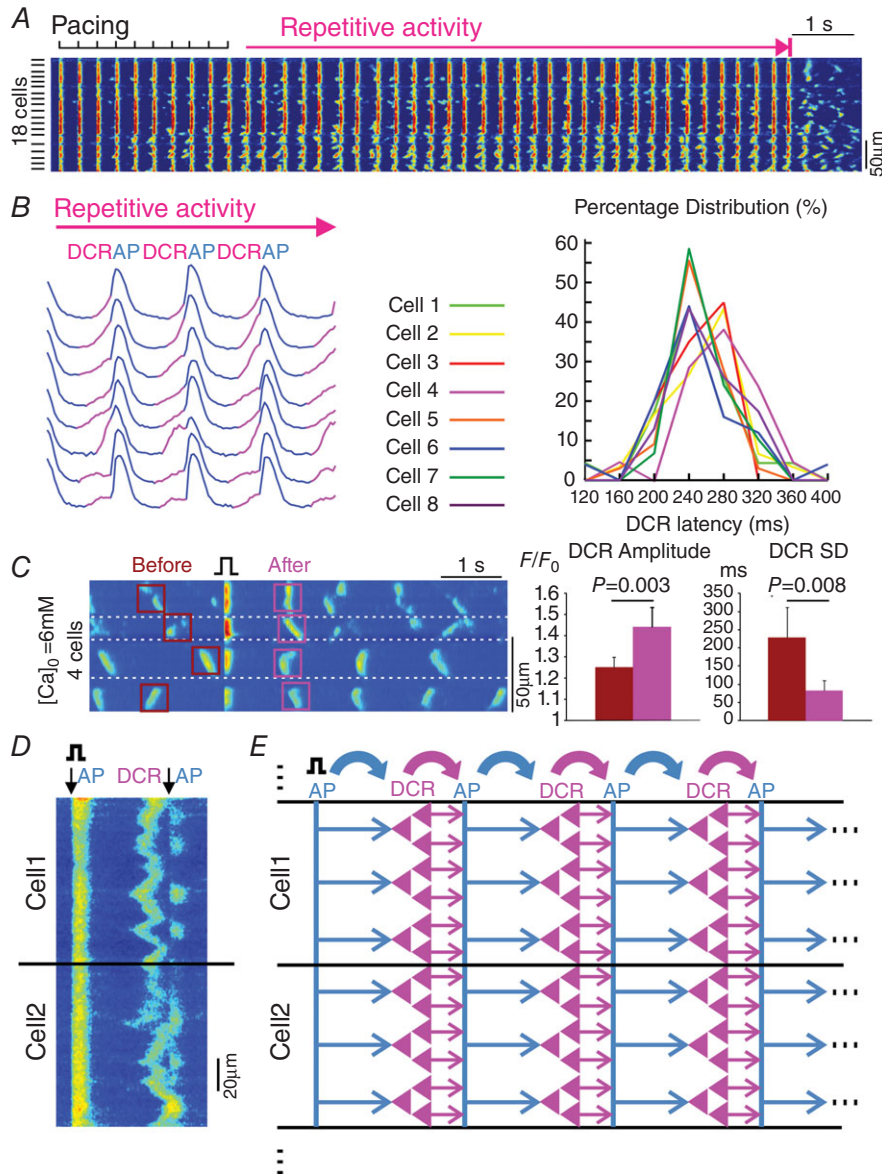 A
Pacing
Repetitive activity
1 s
18 cells
50µm
B
Repetitive activity
DCR AP DCR AP DCR AP
Cell 1
Cell 2
Cell 3
Cell 4
Cell 5
Cell 6
Cell 7
Cell 8
Percentage Distribution (%)
60
50
40
30
20
10
0
120 160 200 240 280 320 360 400
DCR latency (ms)
C
Before
After
1 s
[Ca]0 =6mM
4 cells
50µm
F/F0
DCR Amplitude
P=0.003
1.6
1.5
1.4
1.3
1.2
1.1
1
DCR SD
ms
P=0.008
350
300
250
200
150
100
50
0
D
AP DCR AP
Cell1
Cell2
20µm
E
AP DCR AP DCR AP DCR AP
Cell1
Cell2